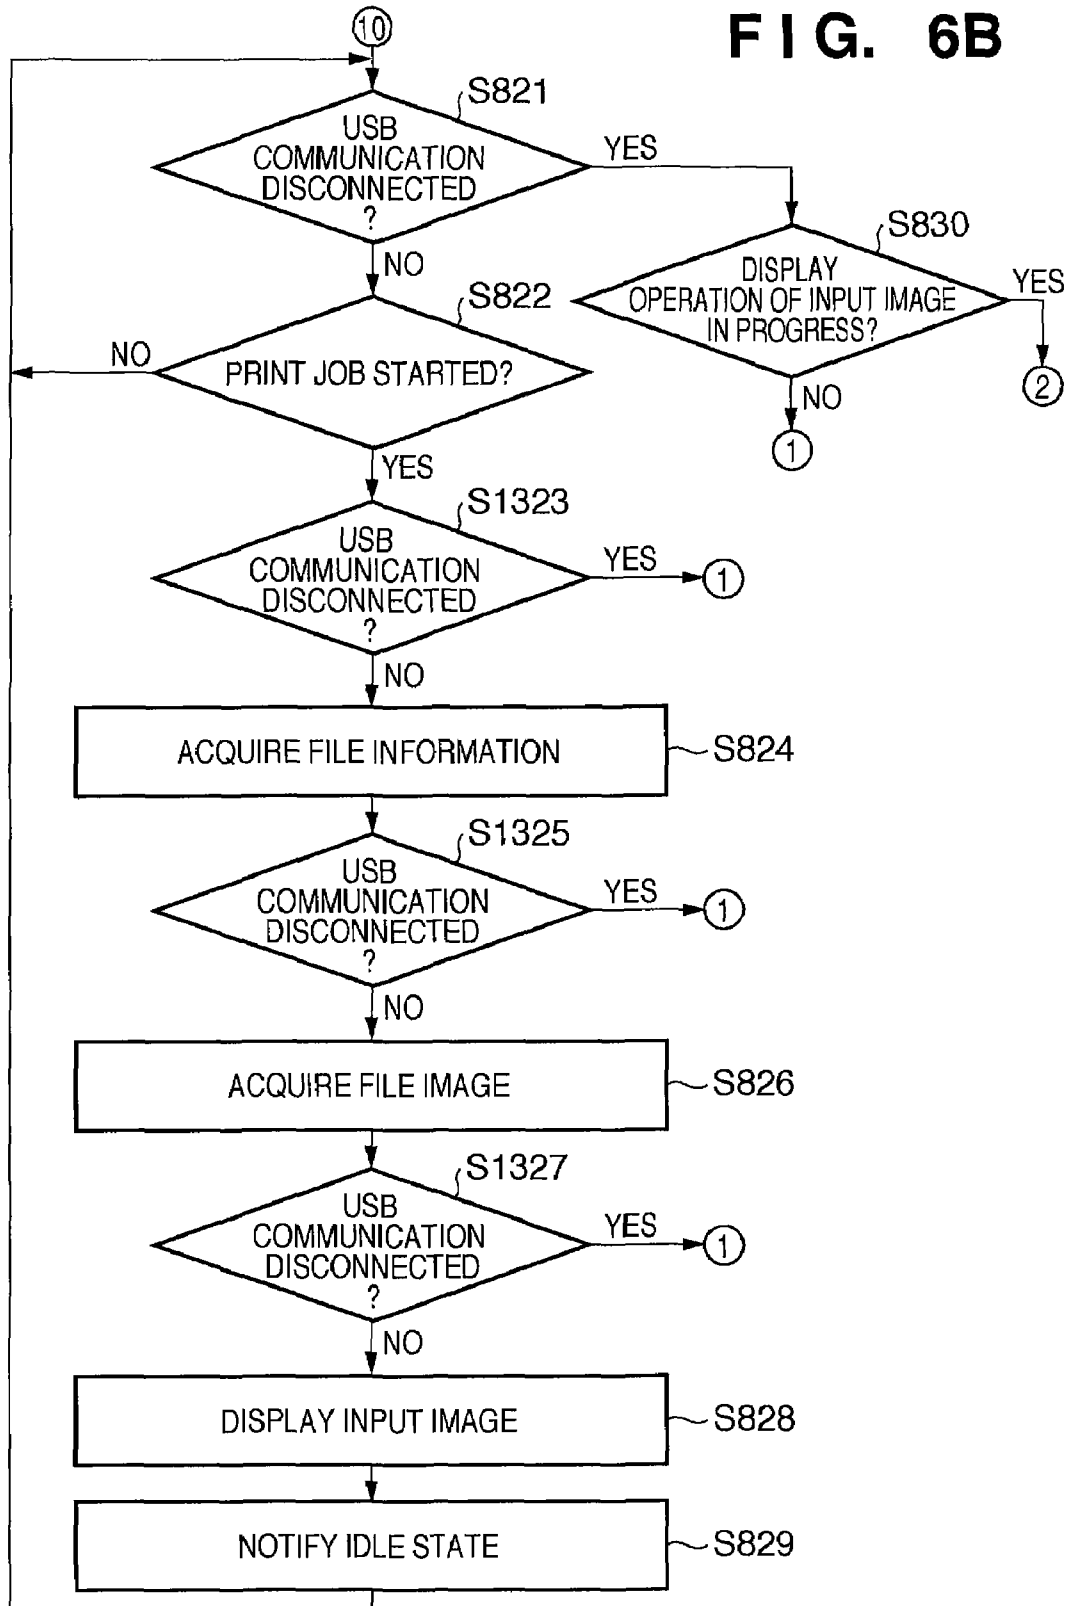 FIG. 6B
10
S821
USB
COMMUNICATION
DISCONNECTED
?
YES
NO
S830
DISPLAY
OPERATION OF INPUT IMAGE
IN PROGRESS?
YES
2
NO
1
S822
PRINT JOB STARTED?
NO
YES
S1323
USB
COMMUNICATION
DISCONNECTED
?
YES
1
NO
ACQUIRE FILE INFORMATION
S824
S1325
USB
COMMUNICATION
DISCONNECTED
?
YES
1
NO
ACQUIRE FILE IMAGE
S826
S1327
USB
COMMUNICATION
DISCONNECTED
?
YES
1
NO
DISPLAY INPUT IMAGE
S828
NOTIFY IDLE STATE
S829